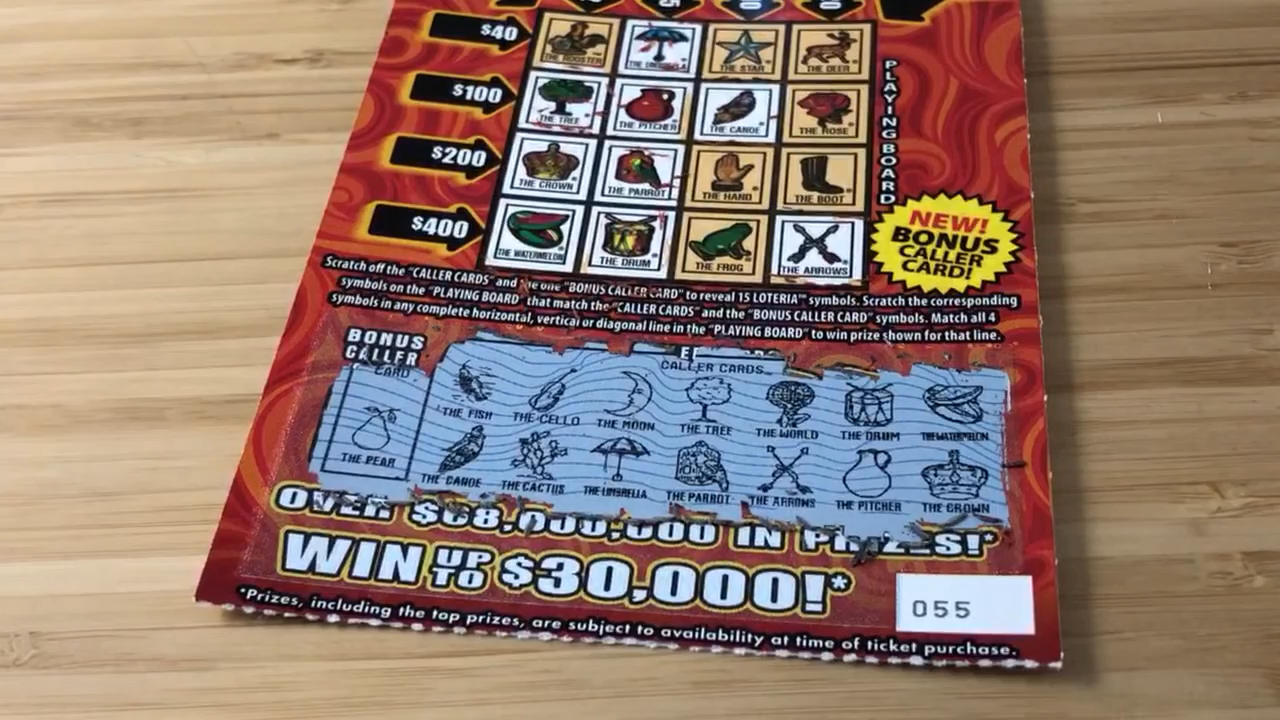 $40
THE ROOSTER
THE UMBRELLA
THE STAR
THE DEER
$100
THE TREE
THE PITCHER
THE CANOE
THE ROSE
$200
THE CROWN
THE PARROT
THE HAND
THE BOOT
$400
THE WATERMELON
THE DRUM
THE FROG
THE ARROWS
PLAYING BOARD
NEW!
BONUS
CALLER
CARD!
Scratch off the "CALLER CARDS" and the one "BONUS CALLER CARD" to reveal 15 LOTERIA™ symbols. Scratch the corresponding
symbols on the "PLAYING BOARD" that match the "CALLER CARDS" and the "BONUS CALLER CARD" symbols. Match all 4
symbols in any complete horizontal, vertical or diagonal line in the "PLAYING BOARD" to win prize shown for that line.
BONUS
CALLER
CARD
THE PEAR
CALLER CARDS
THE FISH
THE CELLO
THE MOON
THE TREE
THE WORLD
THE DRUM
THE WATERMELON
THE CANOE
THE CACTUS
THE UMBRELLA
THE PARROT
THE ARROWS
THE PITCHER
THE CROWN
OVER $68,000,000 IN PRIZES!*
WIN UP TO $30,000!*
055
*Prizes, including the top prizes, are subject to availability at time of ticket purchase.